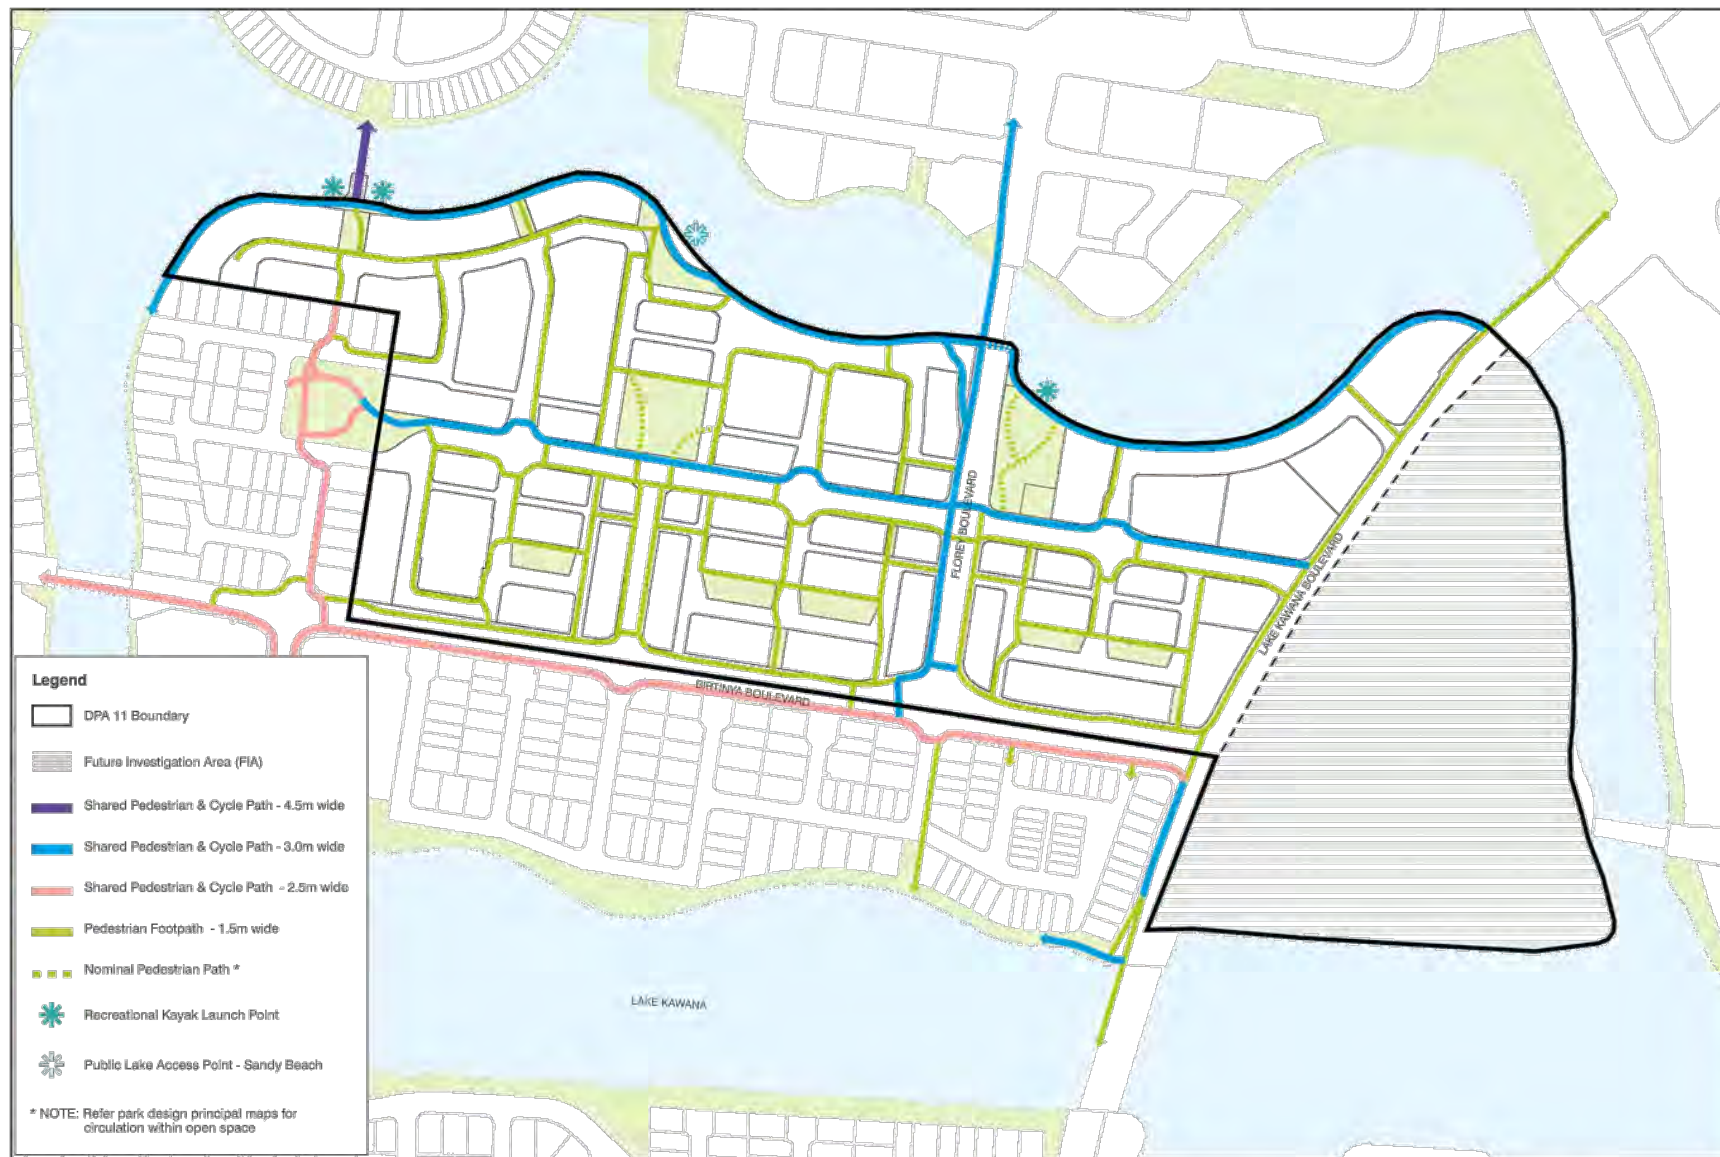 FLOREY BOULEVARD
LAKE KAWANA BOULEVARD
BIRTINYA BOULEVARD
LAKE KAWANA
Legend
DPA 11 Boundary
Future Investigation Area (FIA)
Shared Pedestrian & Cycle Path - 4.5m wide
Shared Pedestrian & Cycle Path - 3.0m wide
Shared Pedestrian & Cycle Path - 2.5m wide
Pedestrian Footpath - 1.5m wide
Nominal Pedestrian Path *
Recreational Kayak Launch Point
Public Lake Access Point - Sandy Beach
* NOTE: Refer park design principal maps for
circulation within open space